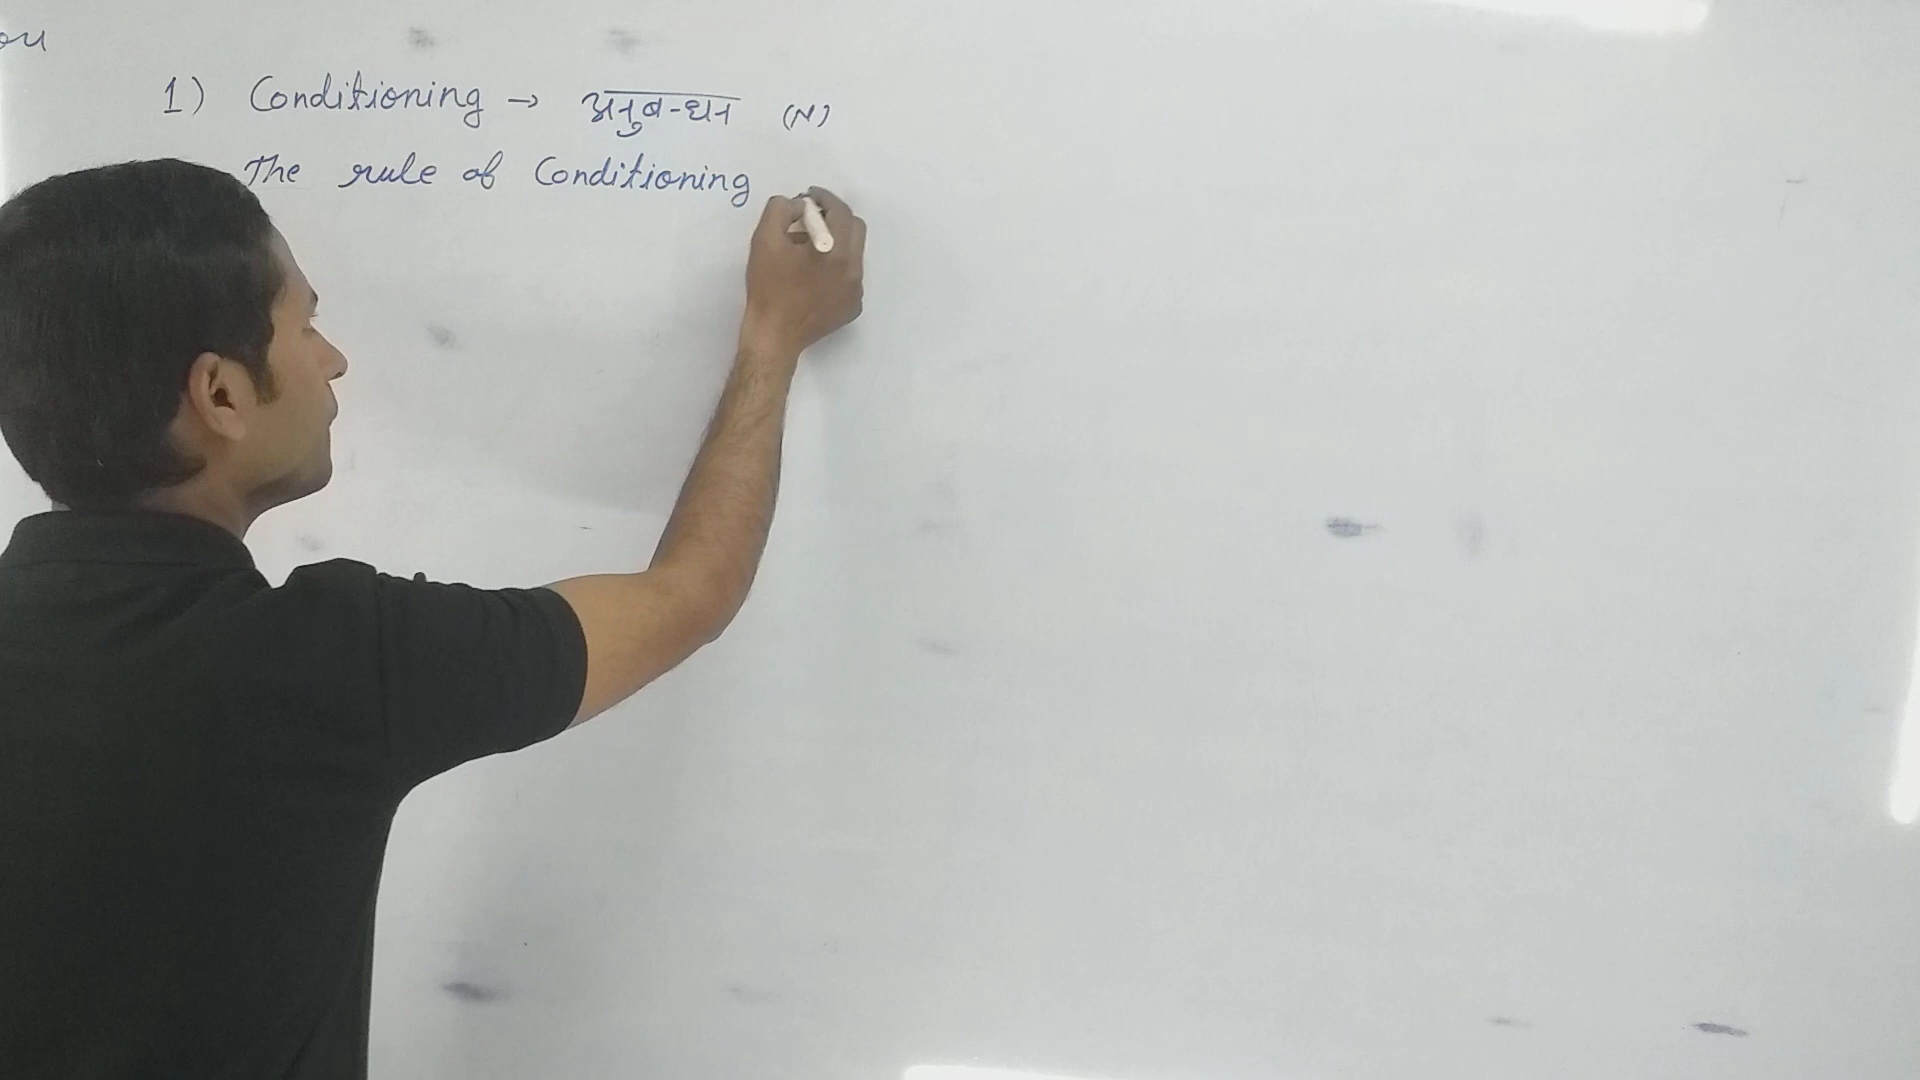 1) Conditioning → अनुबन्धन (N)
The rule of Conditioning